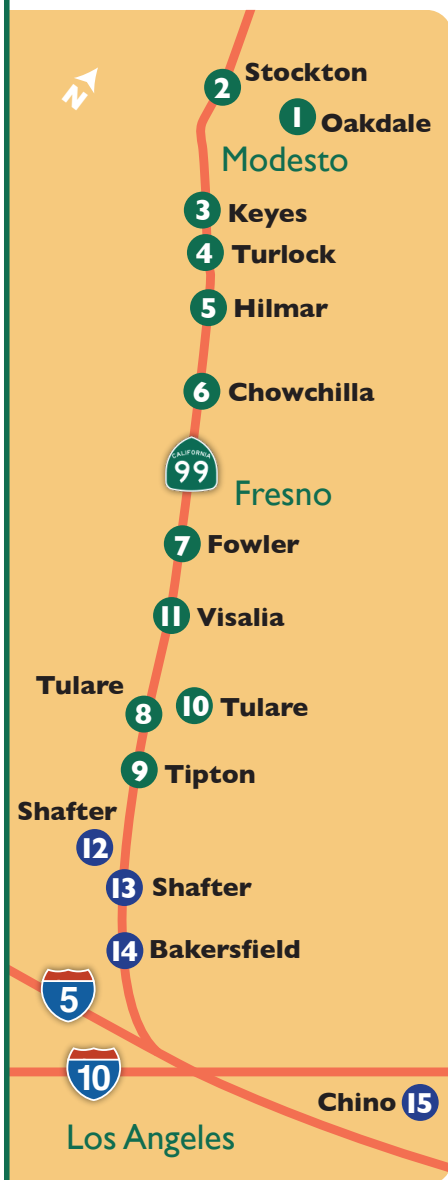 N
2 Stockton
1 Oakdale
Modesto
3 Keyes
4 Turlock
5 Hilmar
6 Chowchilla
CALIFORNIA
99
Fresno
7 Fowler
11 Visalia
Tulare
8
10 Tulare
9 Tipton
Shafter
12
13 Shafter
14 Bakersfield
5
10
Chino 15
Los Angeles